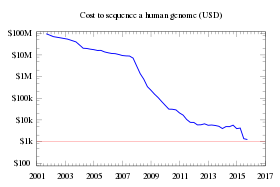 Cost to sequence a human genome (USD)
$100M
$10M
$1M
$100k
$10k
$1k
$100
2001 2003 2005 2007 2009 2011 2013 2015 2017